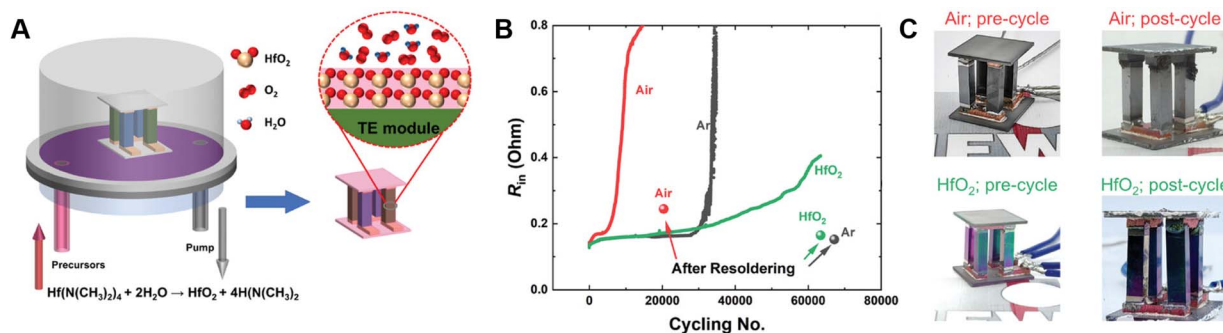 A
HfO₂
O₂
H₂O
TE module
Precursors
Pump
Hf(N(CH₃)₂)₄ + 2H₂O → HfO₂ + 4H(N(CH₃)₂
B
R_in (Ohm)
0.8
0.6
0.4
0.2
0.0
Air
Ar
HfO₂
Air
HfO₂
Ar
After Resoldering
0
20000
40000
60000
80000
Cycling No.
C
Air; pre-cycle
Air; post-cycle
HfO₂; pre-cycle
HfO₂; post-cycle